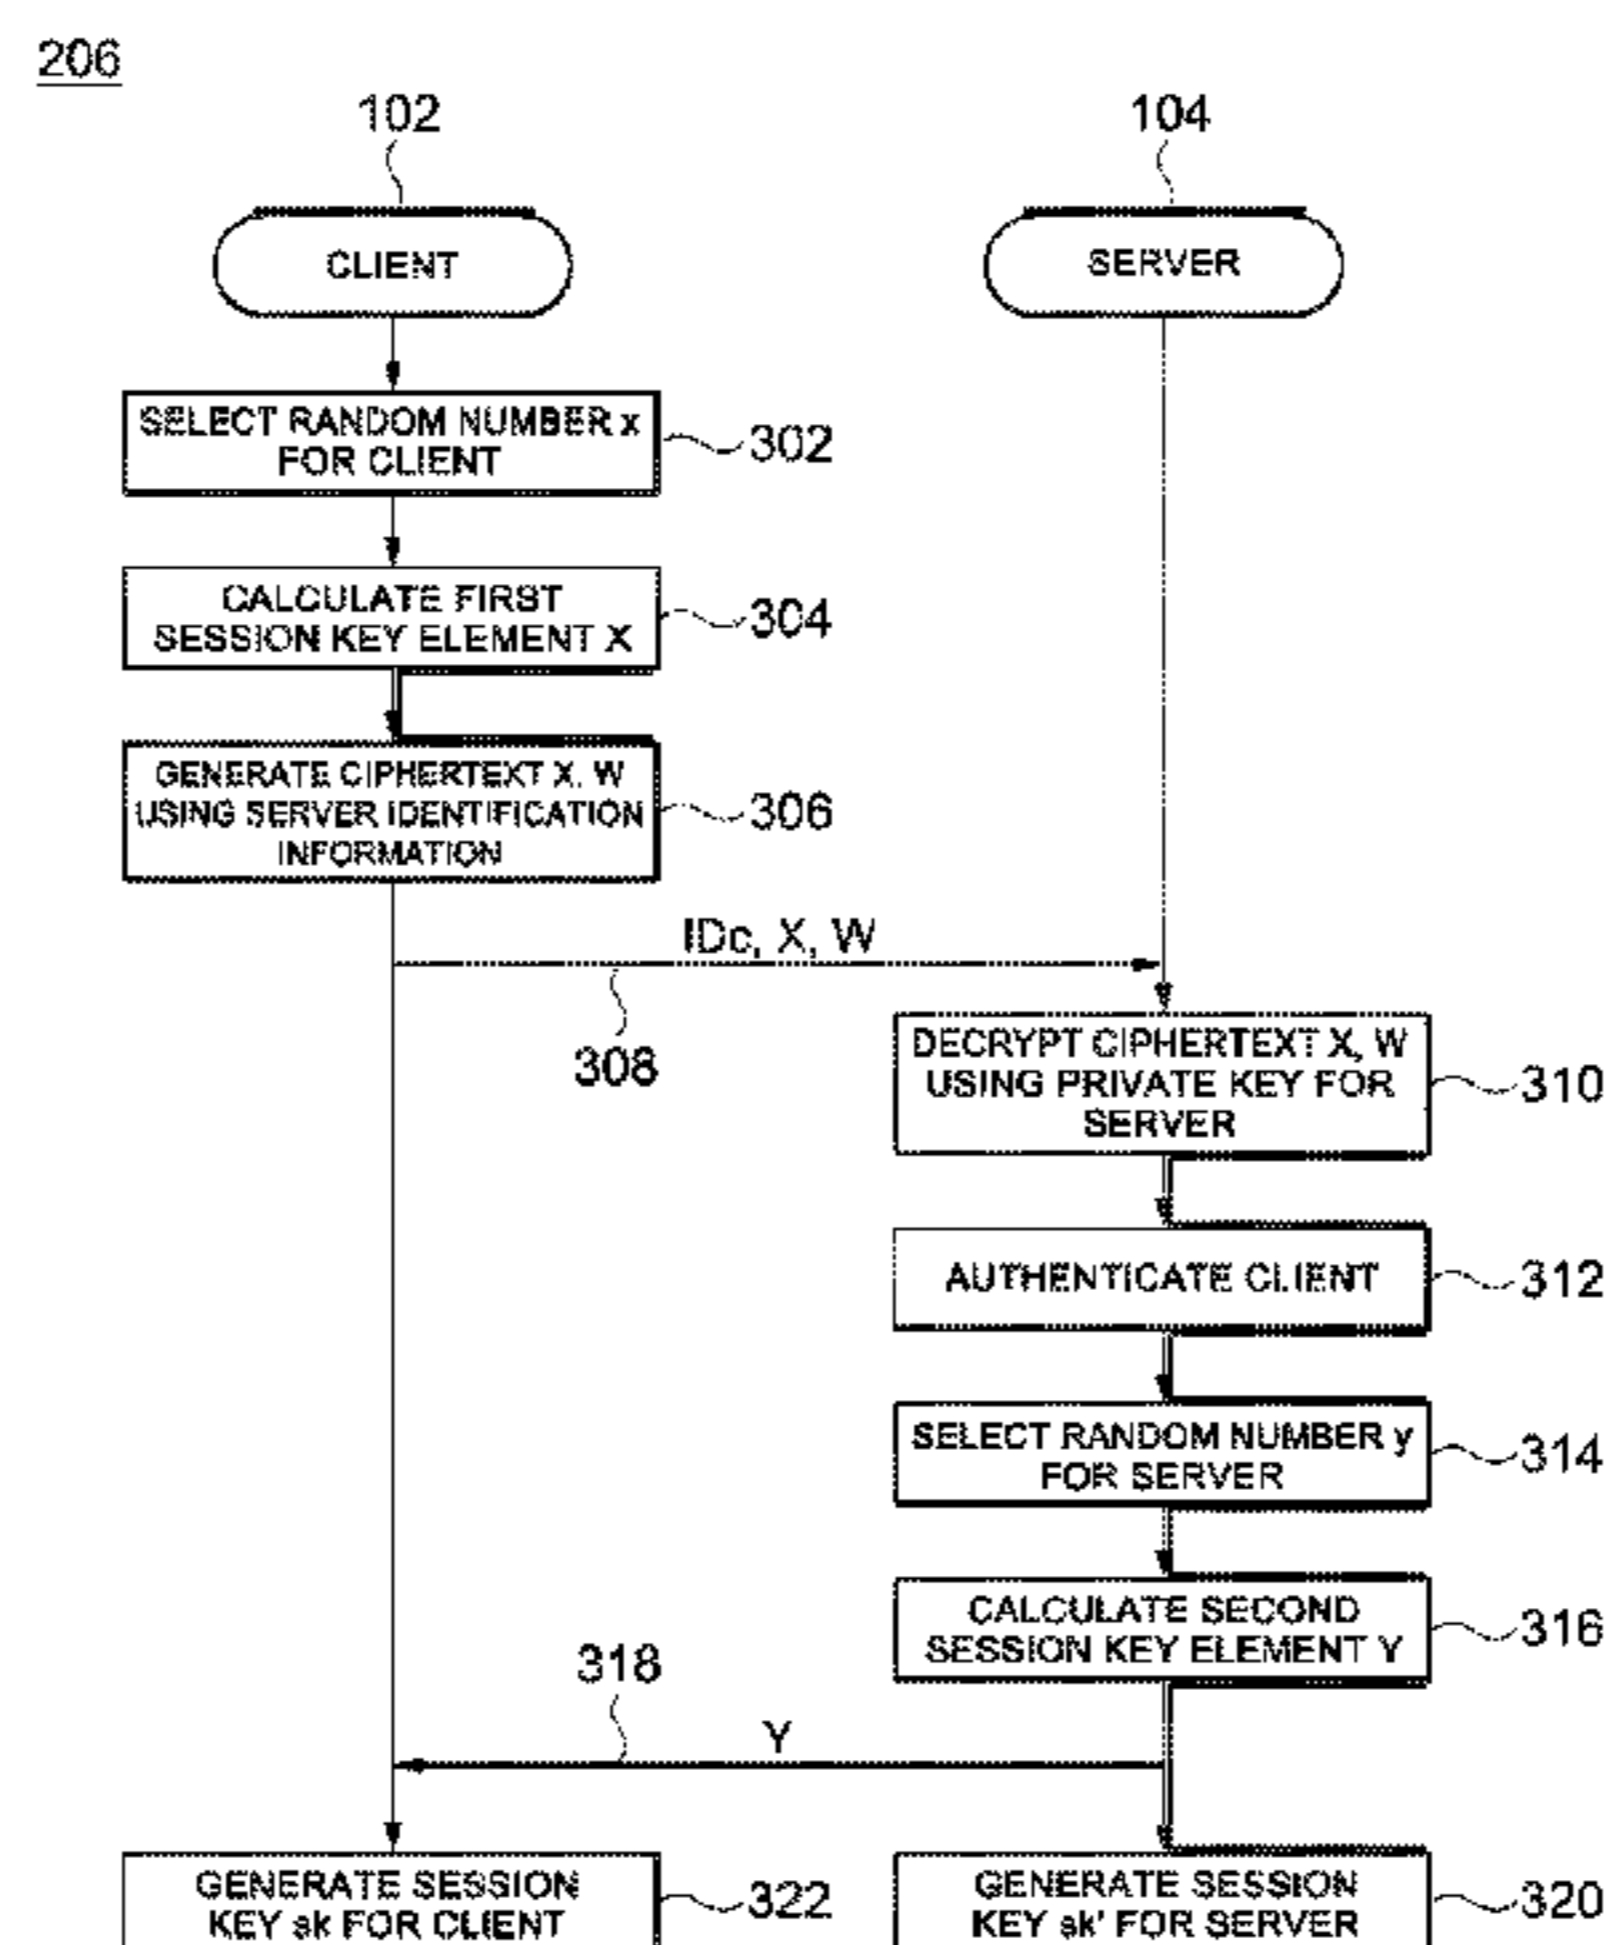 206
102
104
CLIENT
SERVER
SELECT RANDOM NUMBER x
FOR CLIENT
302
CALCULATE FIRST
SESSION KEY ELEMENT X
304
GENERATE CIPHERTEXT X, W
USING SERVER IDENTIFICATION
INFORMATION
306
IDc, X, W
308
DECRYPT CIPHERTEXT X, W
USING PRIVATE KEY FOR
SERVER
310
AUTHENTICATE CLIENT
312
SELECT RANDOM NUMBER y
FOR SERVER
314
CALCULATE SECOND
SESSION KEY ELEMENT Y
316
318
Y
GENERATE SESSION
KEY sk FOR CLIENT
322
GENERATE SESSION
KEY sk' FOR SERVER
320